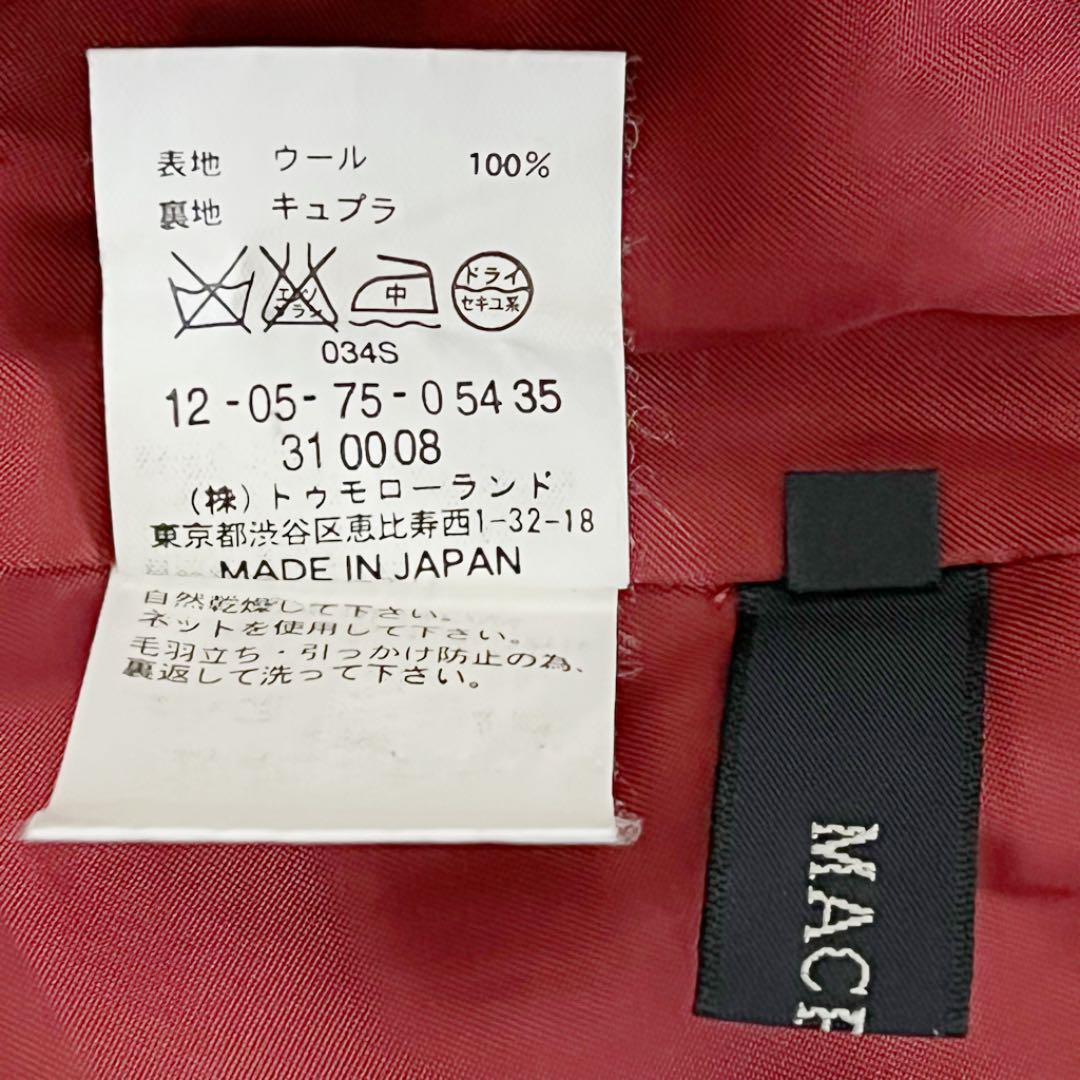 表地 ウール 100%
裏地 キュプラ
エンソ
サラン
中
ドライ
セキユ系
034S
12-05-75-0 54 35
31 00 08
(株)トゥモローランド
東京都渋谷区恵比寿西1-32-18
MADE IN JAPAN
自然乾燥して下さい。
ネットを使用して下さい。
毛羽立ち・引っかけ防止の為、
裏返して洗って下さい。
MAC